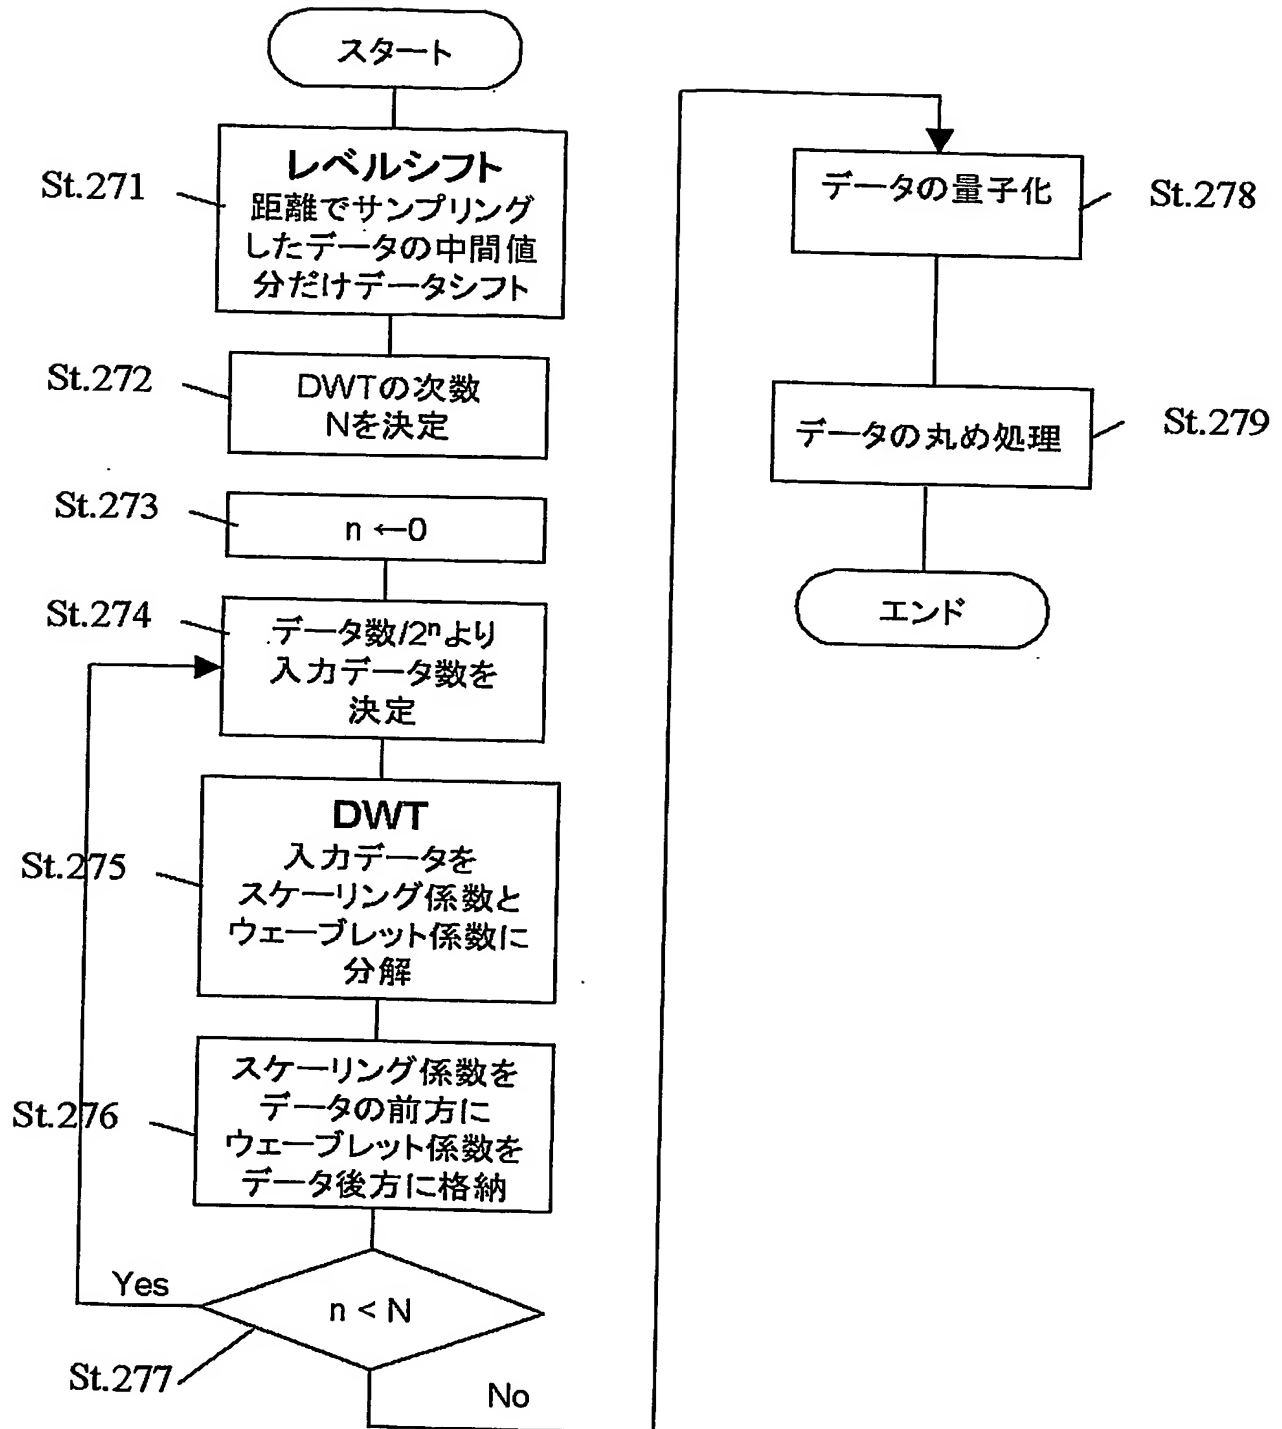 スタート
St.271
レベルシフト
距離でサンプリング
したデータの中間値
分だけデータシフト
St.272
DWTの次数
Nを決定
St.273
n ←0
St.274
データ数/2ⁿより
入力データ数を
決定
St.275
DWT
入力データを
スケーリング係数と
ウェーブレット係数に
分解
St.276
スケーリング係数を
データの前方に
ウェーブレット係数を
データ後方に格納
Yes
n < N
St.277
No
データの量子化
St.278
データの丸め処理
St.279
エンド